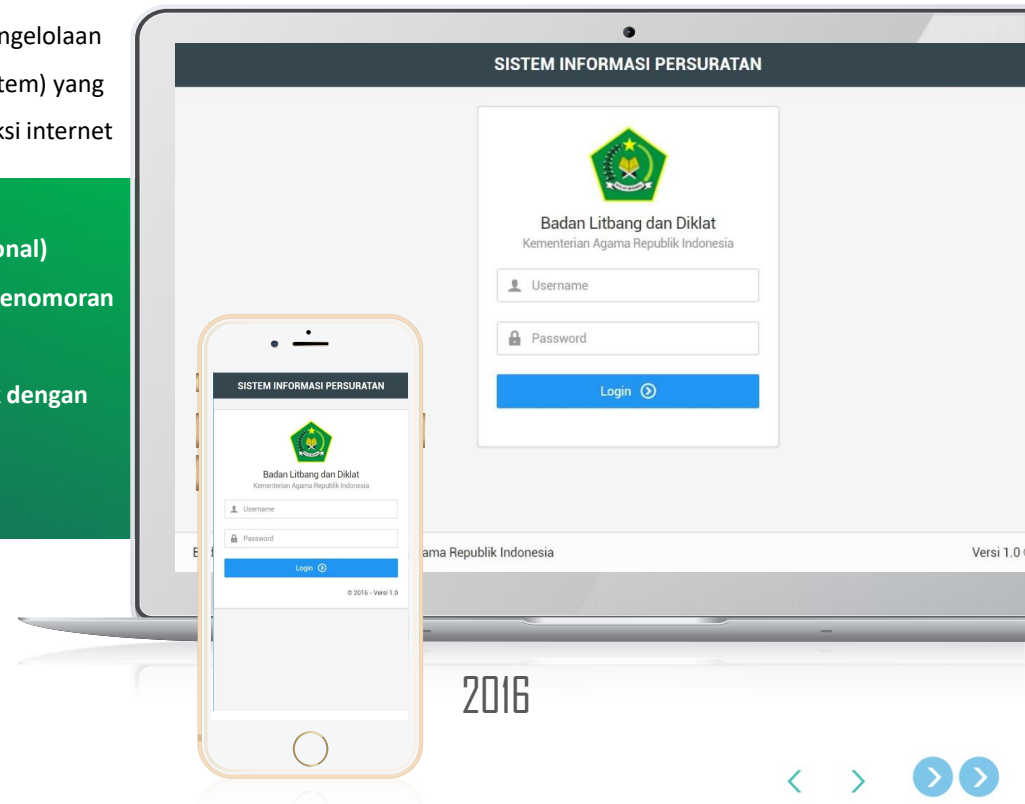 ngelolaan
tem) yang
ksi internet
onal)
enomoran
dengan
SISTEM INFORMASI PERSURATAN
Badan Litbang dan Diklat
Kementerian Agama Republik Indonesia
Username
Password
Login
ama Republik Indonesia
Versi 1.0
SISTEM INFORMASI PERSURATAN
Badan Litbang dan Diklat
Kementerian Agama Republik Indonesia
Username
Password
Login
© 2016 - Versi 1.0
2016